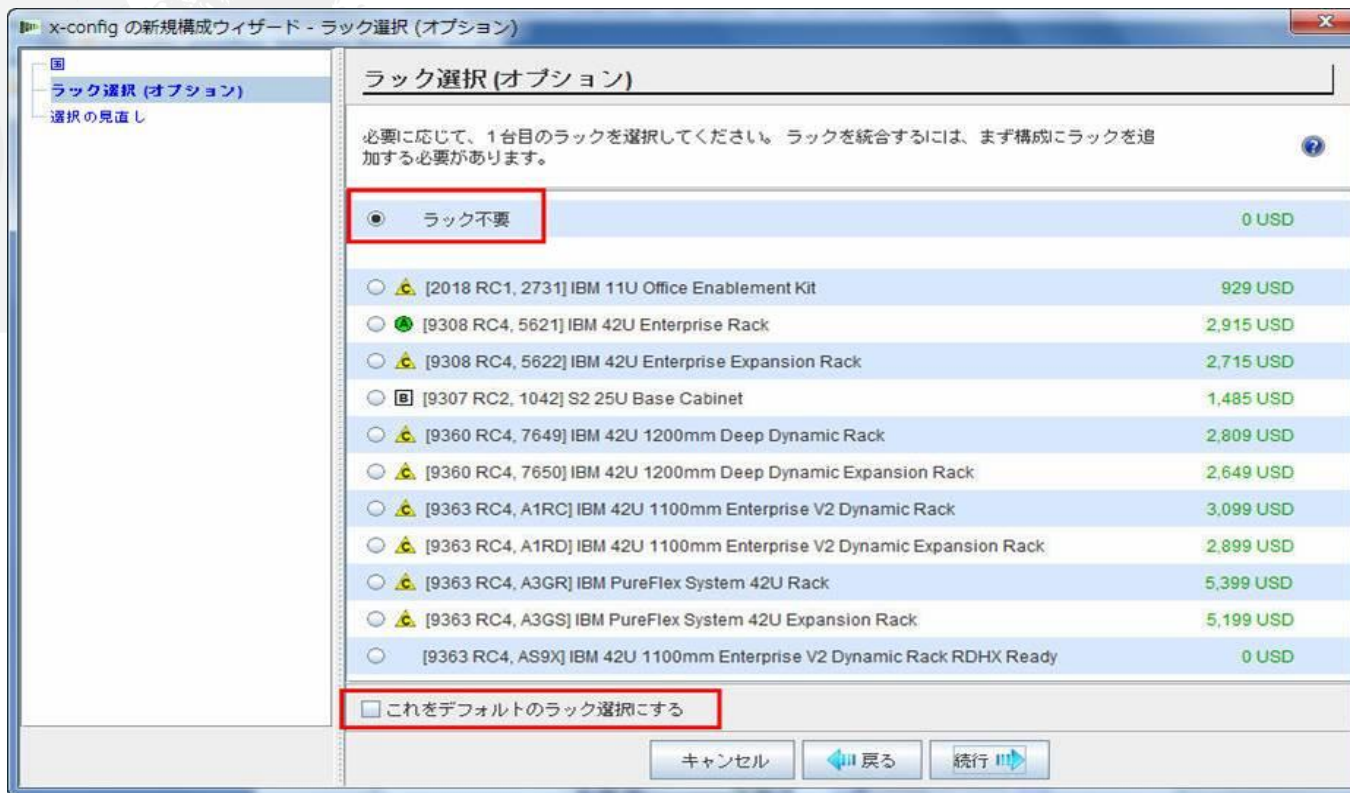 x-config の新規構成ウィザード - ラック選択 (オプション)
国
ラック選択 (オプション)
選択の見直し
ラック選択 (オプション)
必要に応じて、1台目のラックを選択してください。 ラックを統合するには、まず構成にラックを追
加する必要があります。
ラック不要 0 USD
C [2018 RC1, 2731] IBM 11U Office Enablement Kit 929 USD
A [9308 RC4, 5621] IBM 42U Enterprise Rack 2,915 USD
C [9308 RC4, 5622] IBM 42U Enterprise Expansion Rack 2,715 USD
B [9307 RC2, 1042] S2 25U Base Cabinet 1,485 USD
C [9360 RC4, 7649] IBM 42U 1200mm Deep Dynamic Rack 2,809 USD
C [9360 RC4, 7650] IBM 42U 1200mm Deep Dynamic Expansion Rack 2,649 USD
C [9363 RC4, A1RC] IBM 42U 1100mm Enterprise V2 Dynamic Rack 3,099 USD
C [9363 RC4, A1RD] IBM 42U 1100mm Enterprise V2 Dynamic Expansion Rack 2,899 USD
C [9363 RC4, A3GR] IBM PureFlex System 42U Rack 5,399 USD
C [9363 RC4, A3GS] IBM PureFlex System 42U Expansion Rack 5,199 USD
[9363 RC4, AS9X] IBM 42U 1100mm Enterprise V2 Dynamic Rack RDHX Ready 0 USD
これをデフォルトのラック選択にする
キャンセル 戻る 続行